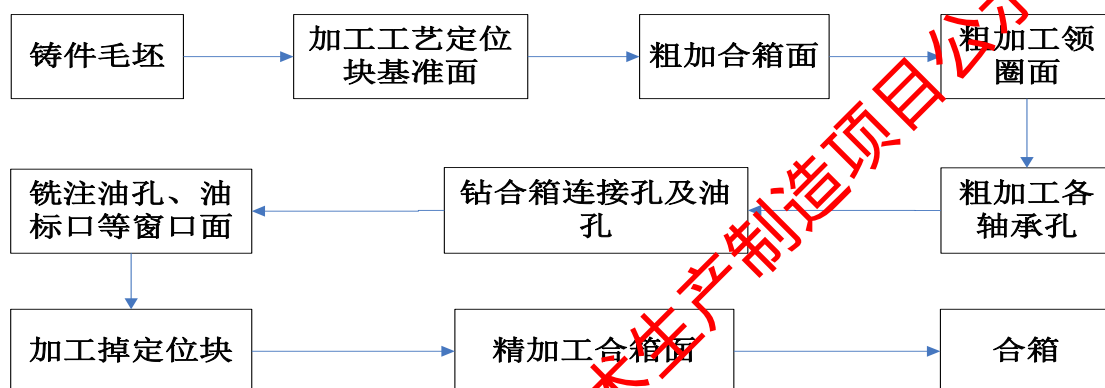 铸件毛坯
加工工艺定位
块基准面
粗加合箱面
粗加工领
圈面
粗加工各
轴承孔
钻合箱连接孔及油
孔
铣注油孔、油
标口等窗口面
加工掉定位块
精加工合箱面
合箱
术生产制造项目公示